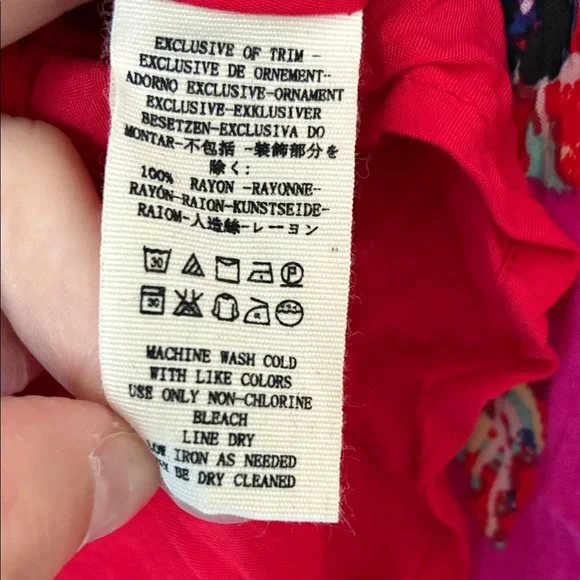 EXCLUSIVE OF TRIM -
EXCLUSIVE DE ORNEMENT-
ADORNO EXCLUSIVE-ORNAMENT
EXCLUSIVE-EXKLUSIVER
BESETZEN-EXCLUSIVA DO
MONTAR-不包括 -装飾部分を
除く:
100% RAYON -RAYONNE-
RAYÓN-RAION-KUNSTSEIDE-
RAIOM-人造絲-レーヨン
30 P
30
MACHINE WASH COLD
WITH LIKE COLORS
USE ONLY NON-CHLORINE
BLEACH
LINE DRY
LOW IRON AS NEEDED
BE DRY CLEANED